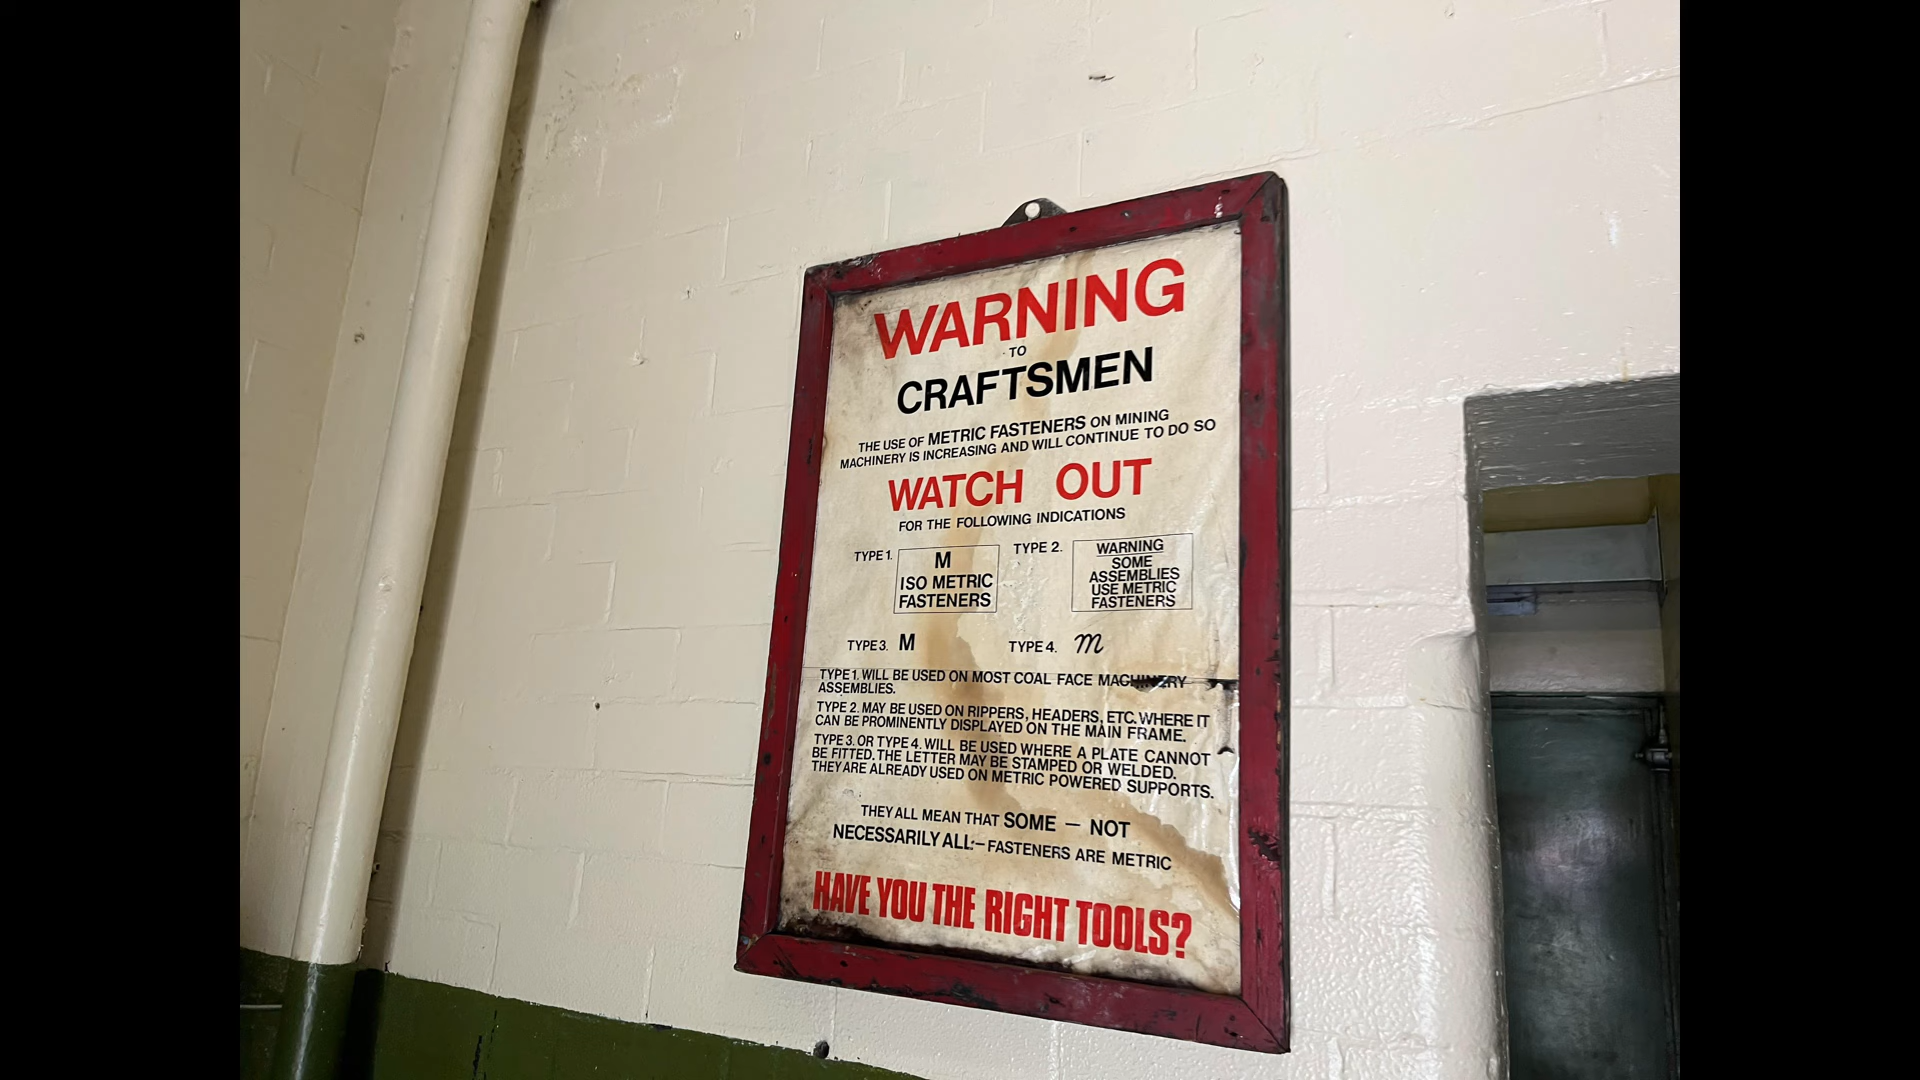 WARNING
TO
CRAFTSMEN
THE USE OF METRIC FASTENERS ON MINING
MACHINERY IS INCREASING AND WILL CONTINUE TO DO SO
WATCH OUT
FOR THE FOLLOWING INDICATIONS
TYPE 1.
M
ISO METRIC
FASTENERS
TYPE 2.
WARNING
SOME
ASSEMBLIES
USE METRIC
FASTENERS
TYPE 3. M
TYPE 4. m
TYPE 1. WILL BE USED ON MOST COAL FACE MACHINERY
ASSEMBLIES.
TYPE 2. MAY BE USED ON RIPPERS, HEADERS, ETC. WHERE IT
CAN BE PROMINENTLY DISPLAYED ON THE MAIN FRAME.
TYPE 3. OR TYPE 4. WILL BE USED WHERE A PLATE CANNOT
BE FITTED. THE LETTER MAY BE STAMPED OR WELDED.
THEY ARE ALREADY USED ON METRIC POWERED SUPPORTS.
THEY ALL MEAN THAT SOME — NOT
NECESSARILY ALL:— FASTENERS ARE METRIC
HAVE YOU THE RIGHT TOOLS?